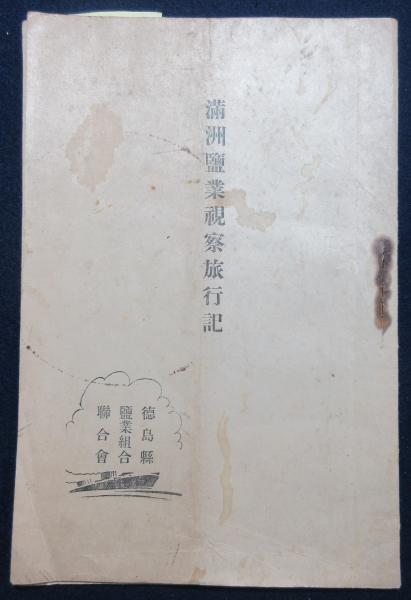 滿洲鹽業視察旅行記
德島縣
鹽業組合
聯合會